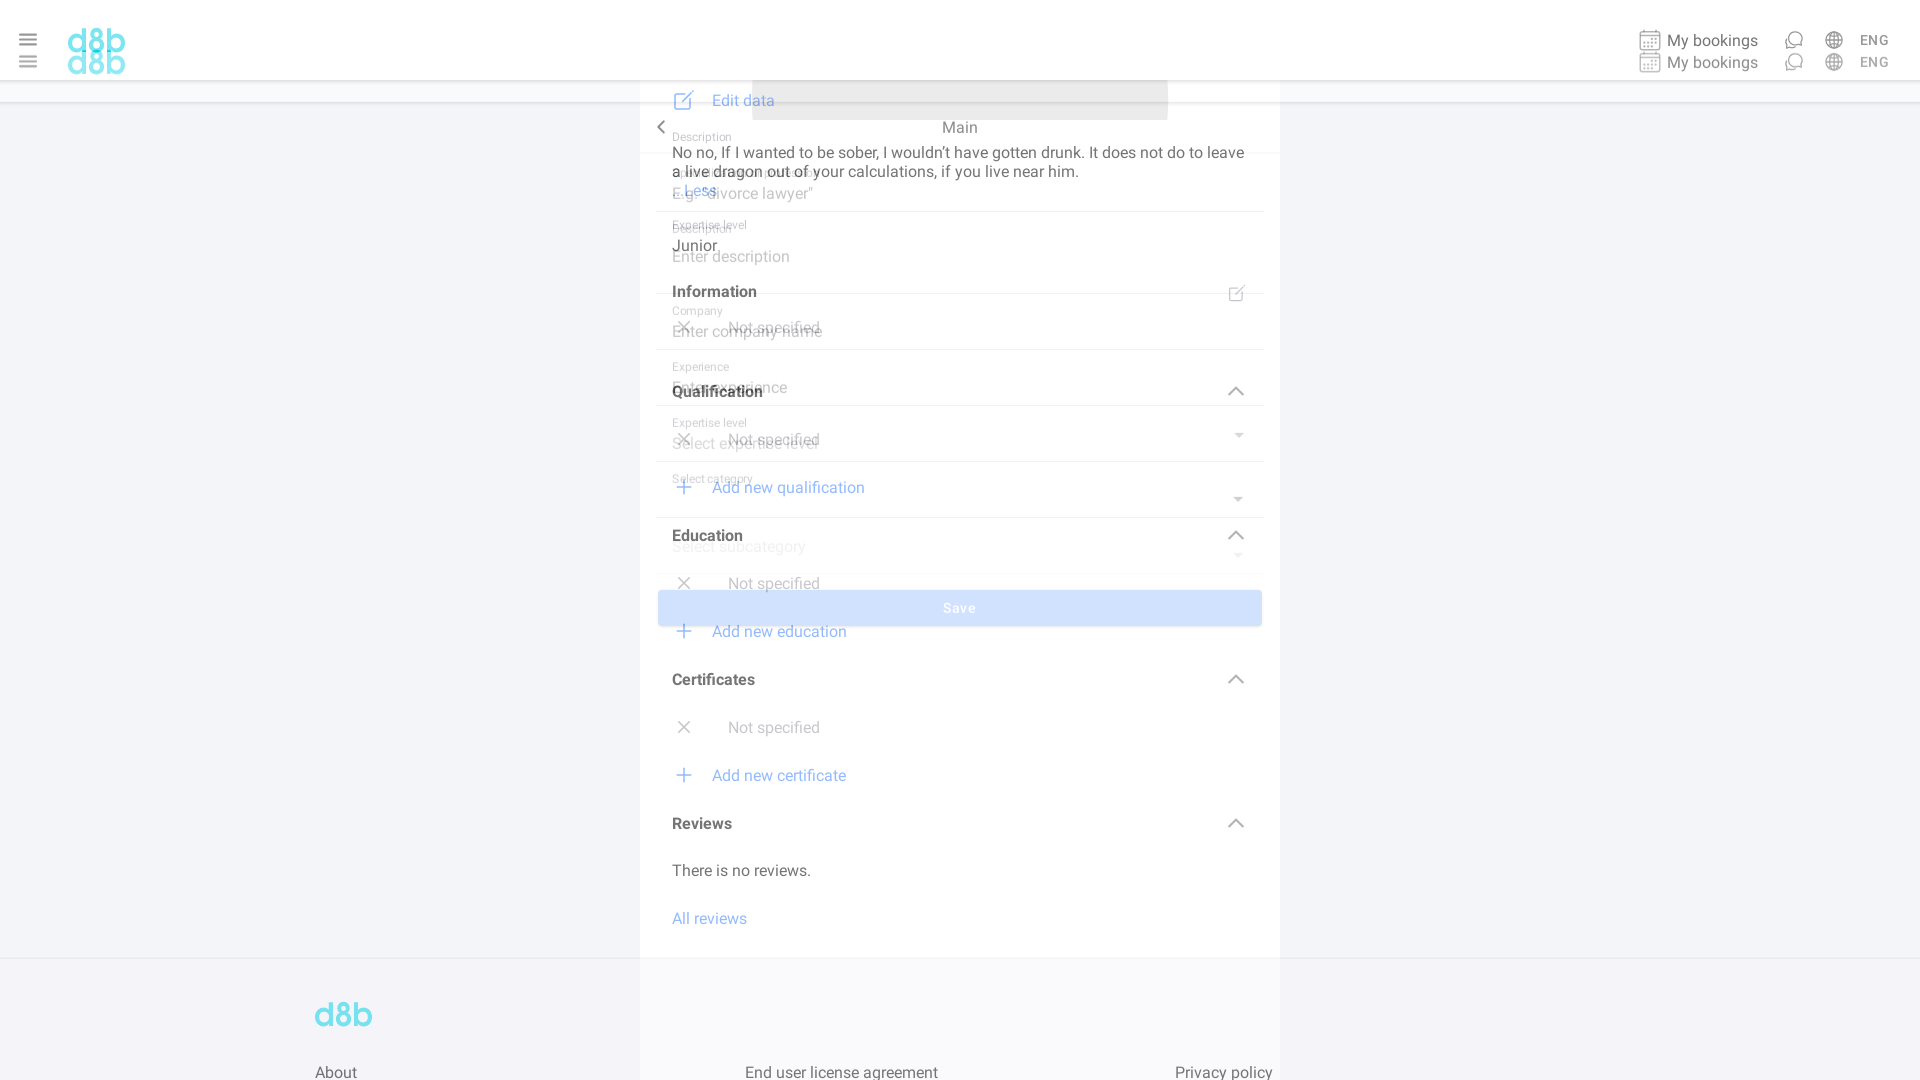 d8b
My bookings
ENG
d8b
My bookings
ENG
Edit data
Main
Description
No no, If I wanted to be sober, I wouldn't have gotten drunk. It does not do to leave
a live dragon out of your calculations, if you live near him.
... Less
E.g. "divorce lawyer"
Expertise level
Description
Junior
Enter description
Information
Company
Not specified
Enter company name
Experience
Enter experience
Qualification
Expertise level
Not specified
Select expertise level
Select category
Add new qualification
Education
Select subcategory
Not specified
Save
Add new education
Certificates
Not specified
Add new certificate
Reviews
There is no reviews.
All reviews
d8b
About
End user license agreement
Privacy policy